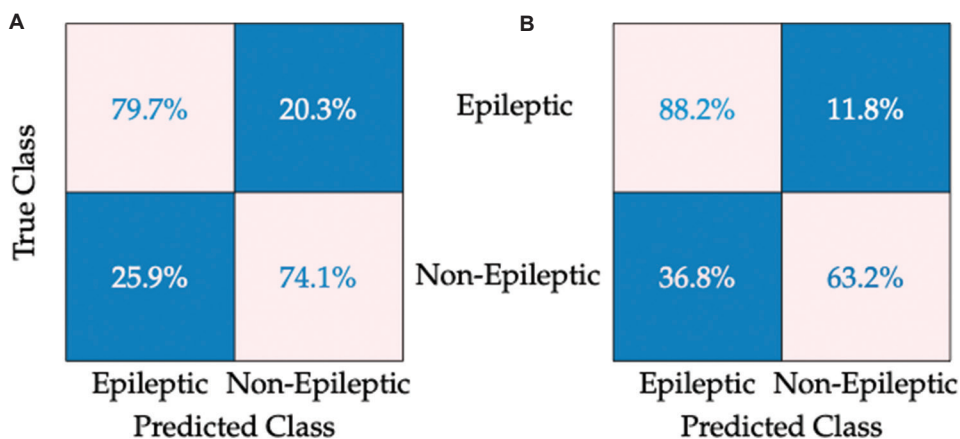 A
B
True Class
79.7% 20.3%
25.9% 74.1%
Epileptic Non-Epileptic
Predicted Class
Epileptic
Non-Epileptic
88.2% 11.8%
36.8% 63.2%
Epileptic Non-Epileptic
Predicted Class